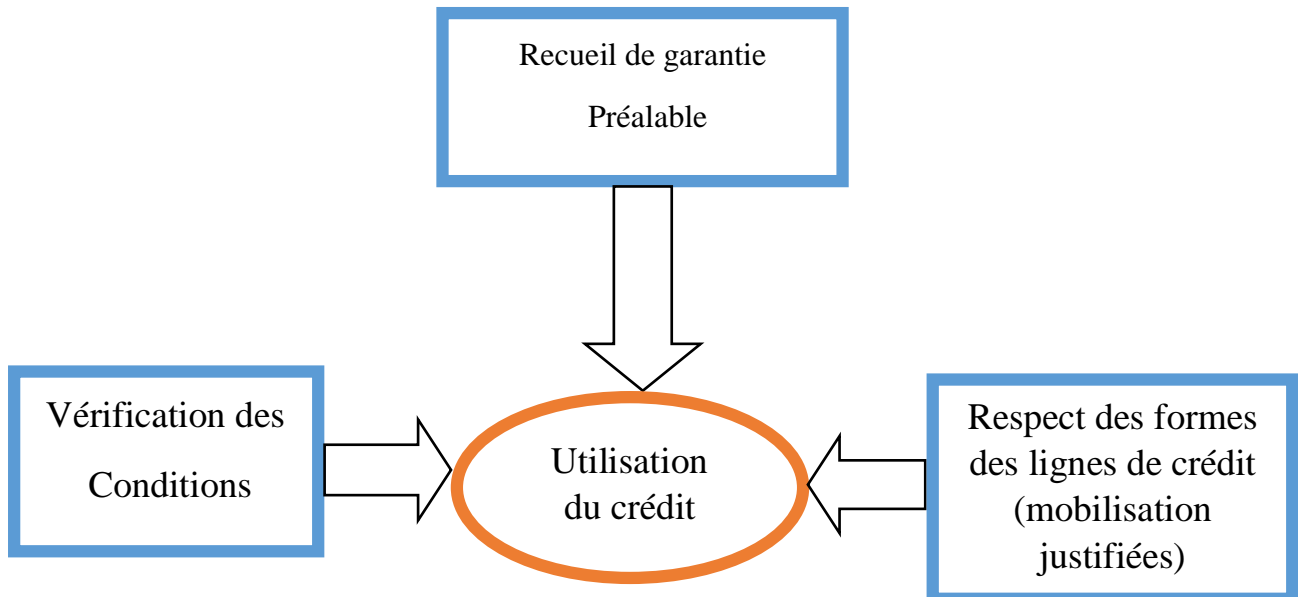 Recueil de garantie
Préalable
Vérification des
Conditions
Utilisation
du crédit
Respect des formes
des lignes de crédit
(mobilisation
justifiées)